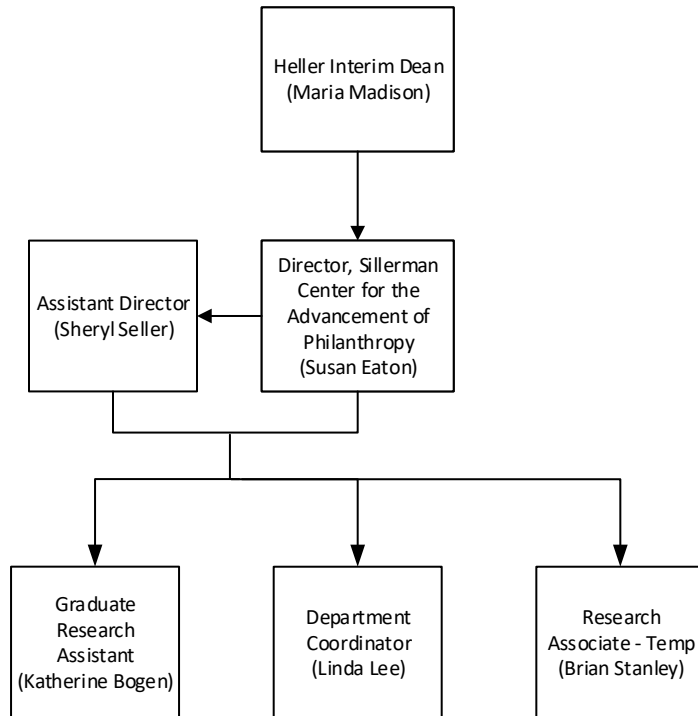 Heller Interim Dean
(Maria Madison)
Assistant Director
(Sheryl Seller)
Director, Sillerman
Center for the
Advancement of
Philanthropy
(Susan Eaton)
Graduate
Research
Assistant
(Katherine Bogen)
Department
Coordinator
(Linda Lee)
Research
Associate - Temp
(Brian Stanley)